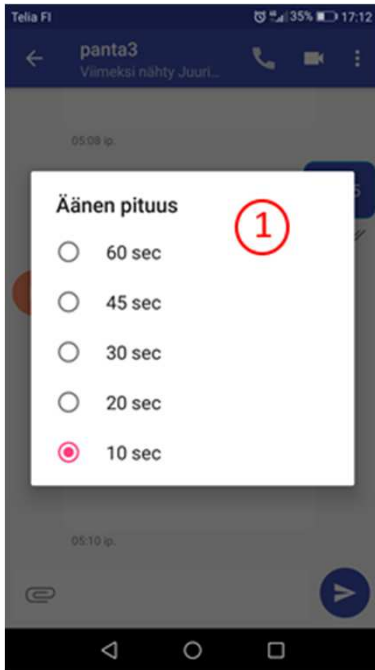 Telia FI 35% 17:12
panta3
Viimeksi nähty Juuri...
05:08 ip.
5
Äänen pituus
1
60 sec
45 sec
30 sec
20 sec
10 sec
05:10 ip.